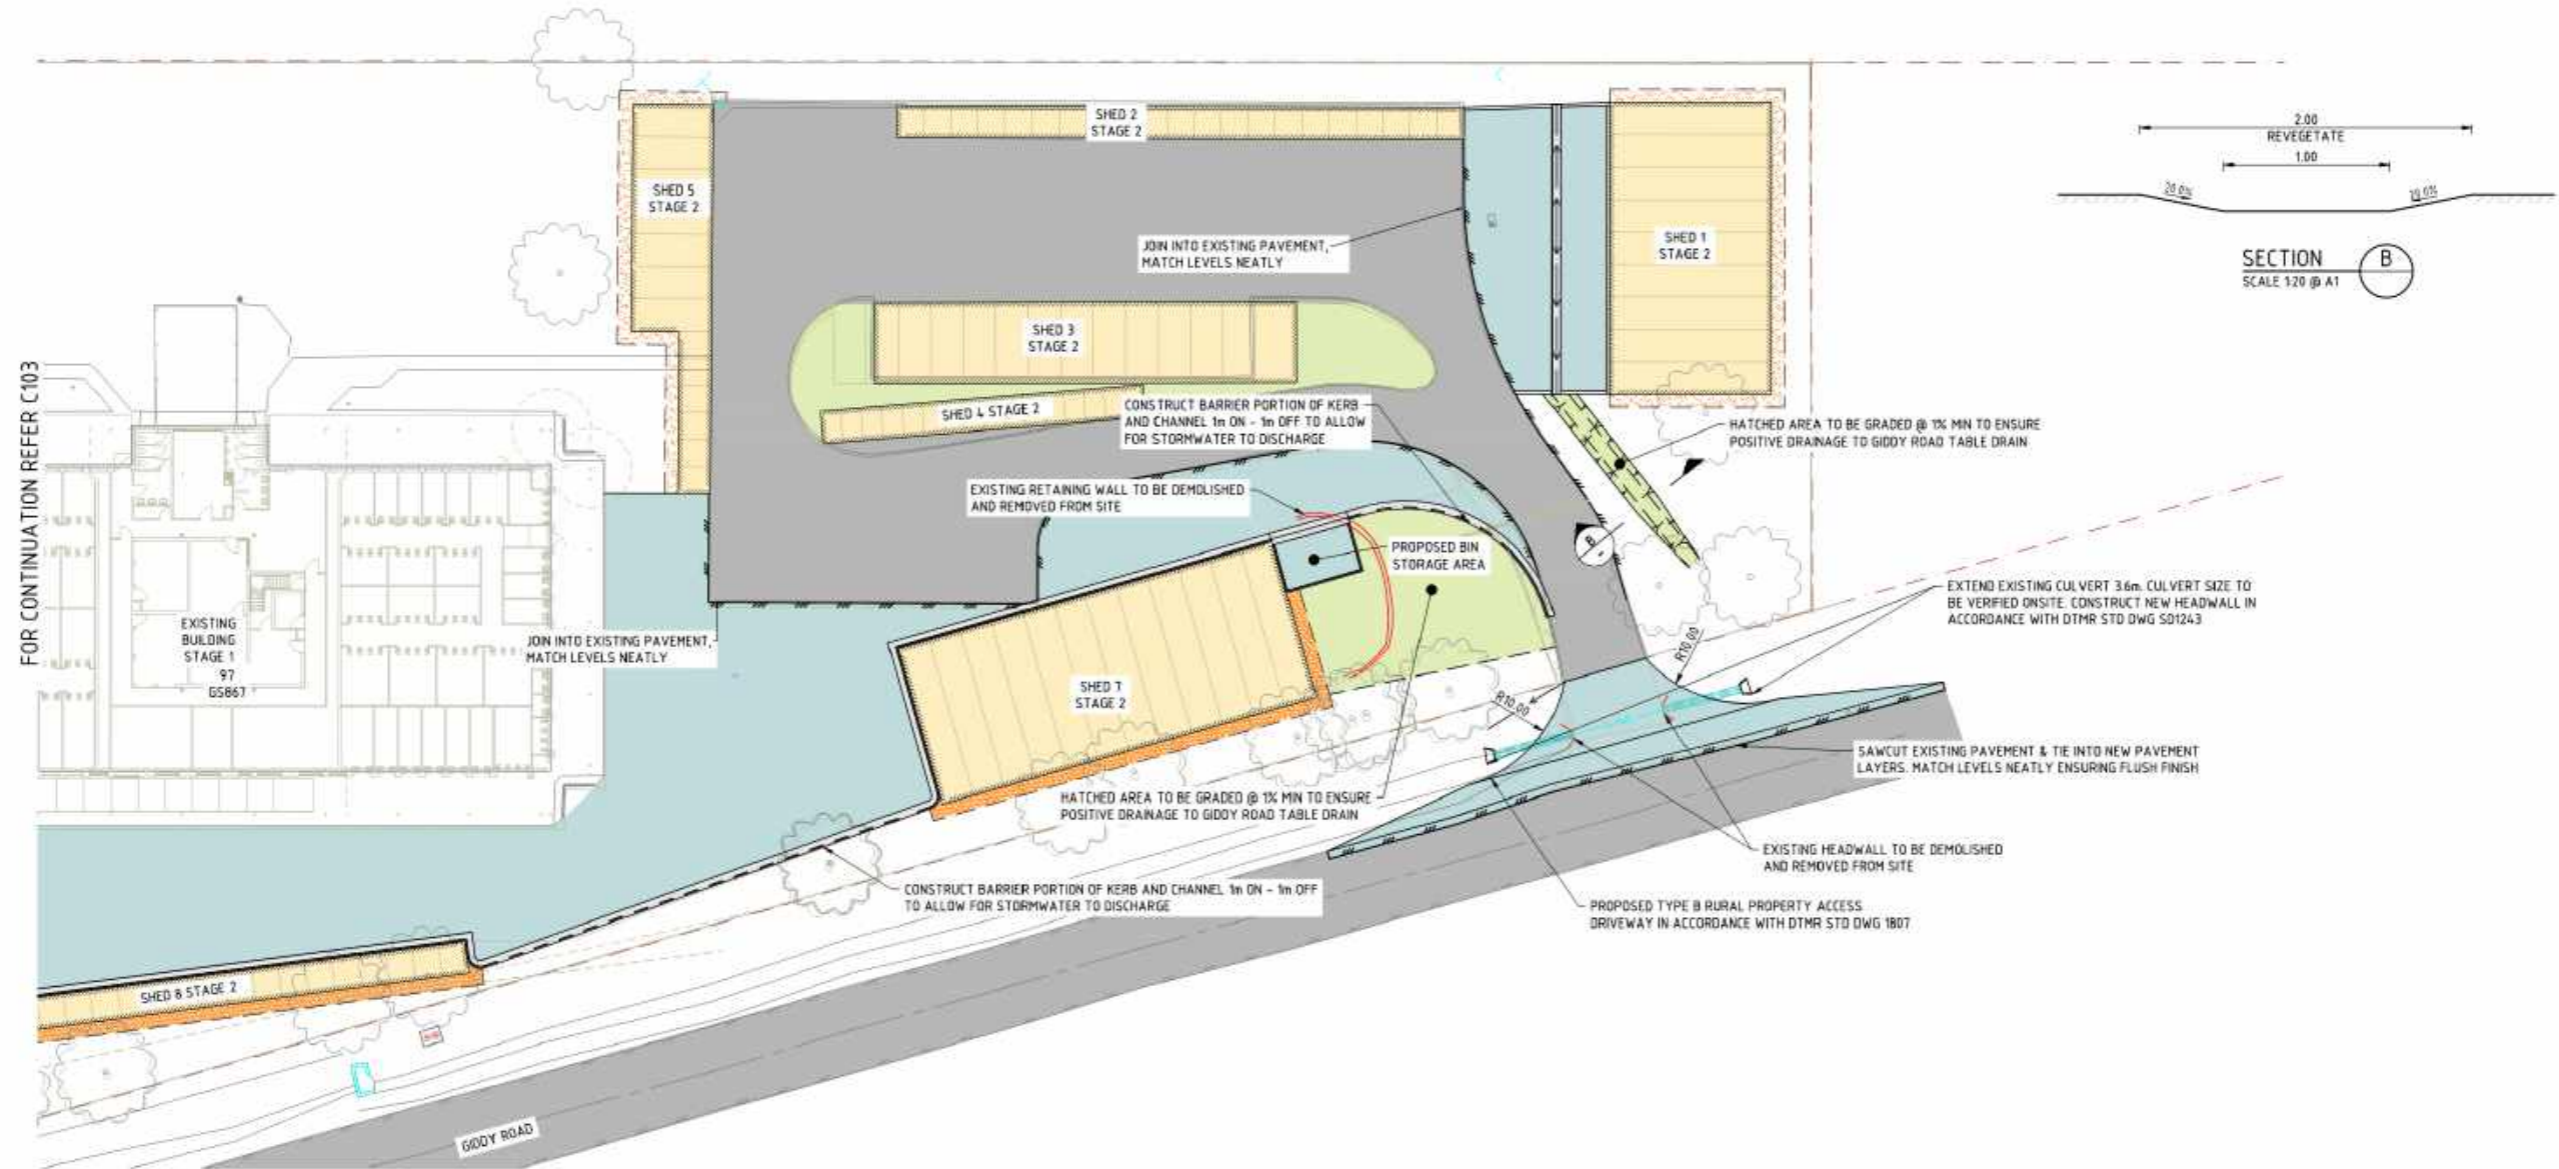 SHED 2
STAGE 2
2.00
REVEGETATE
1.00
20.0%
20.0%
SHED 5
STAGE 2
SHED 1
STAGE 2
JOIN INTO EXISTING PAVEMENT,
MATCH LEVELS NEATLY
SECTION
B
SCALE 1:20 @ A1
SHED 3
STAGE 2
FOR CONTINUATION REFER C103
SHED 4 STAGE 2
CONSTRUCT BARRIER PORTION OF KERB
AND CHANNEL 1m ON - 1m OFF TO ALLOW
FOR STORMWATER TO DISCHARGE
HATCHED AREA TO BE GRADED @ 1% MIN TO ENSURE
POSITIVE DRAINAGE TO GIDDY ROAD TABLE DRAIN
EXISTING RETAINING WALL TO BE DEMOLISHED
AND REMOVED FROM SITE
PROPOSED BIN
STORAGE AREA
B
-
EXTEND EXISTING CULVERT 3.6m. CULVERT SIZE TO
BE VERIFIED ONSITE. CONSTRUCT NEW HEADWALL IN
ACCORDANCE WITH DTMR STD DWG SD1243
EXISTING
BUILDING
STAGE 1
97
GS867
JOIN INTO EXISTING PAVEMENT,
MATCH LEVELS NEATLY
R10.00
SHED 7
STAGE 2
R10.00
SAWCUT EXISTING PAVEMENT & TIE INTO NEW PAVEMENT
LAYERS. MATCH LEVELS NEATLY ENSURING FLUSH FINISH
HATCHED AREA TO BE GRADED @ 1% MIN TO ENSURE
POSITIVE DRAINAGE TO GIDDY ROAD TABLE DRAIN
EXISTING HEADWALL TO BE DEMOLISHED
AND REMOVED FROM SITE
CONSTRUCT BARRIER PORTION OF KERB AND CHANNEL 1m ON - 1m OFF
TO ALLOW FOR STORMWATER TO DISCHARGE
PROPOSED TYPE B RURAL PROPERTY ACCESS
DRIVEWAY IN ACCORDANCE WITH DTMR STD DWG 1807
SHED 8 STAGE 2
GIDDY ROAD